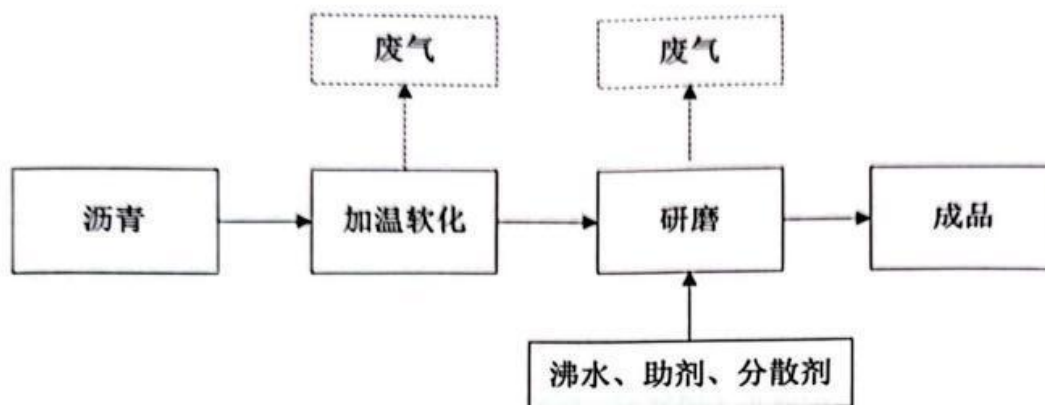 废气
废气
沥青
加温软化
研磨
成品
沸水、助剂、分散剂